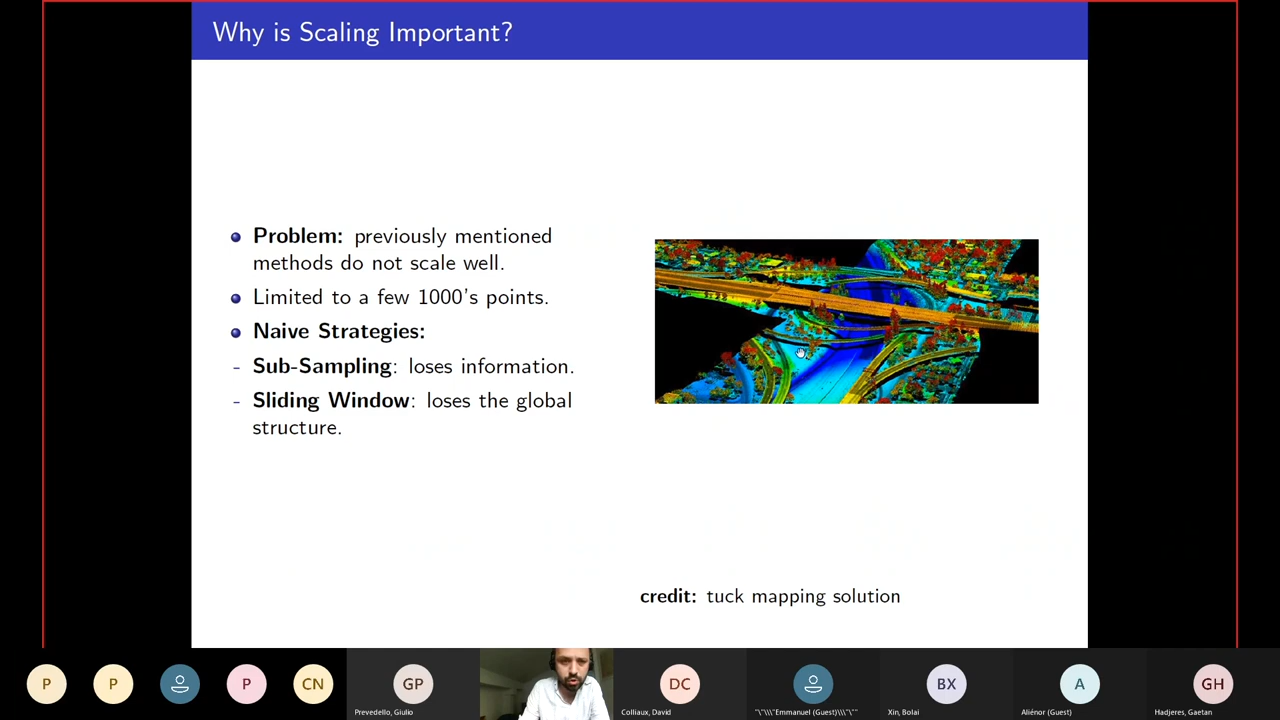 Why is Scaling Important?
Problem: previously mentioned
methods do not scale well.
Limited to a few 1000's points.
Naive Strategies:
- Sub-Sampling: loses information.
- Sliding Window: loses the global
structure.
credit: tuck mapping solution
P
P
P
CN
GP
DC
BX
A
GH
Prevedello, Giulio
Colliaux, David
"\"\\\"Emmanuel (Guest)\\\"\""
Xin, Bolai
Aliénor (Guest)
Hadjeres, Gaetan